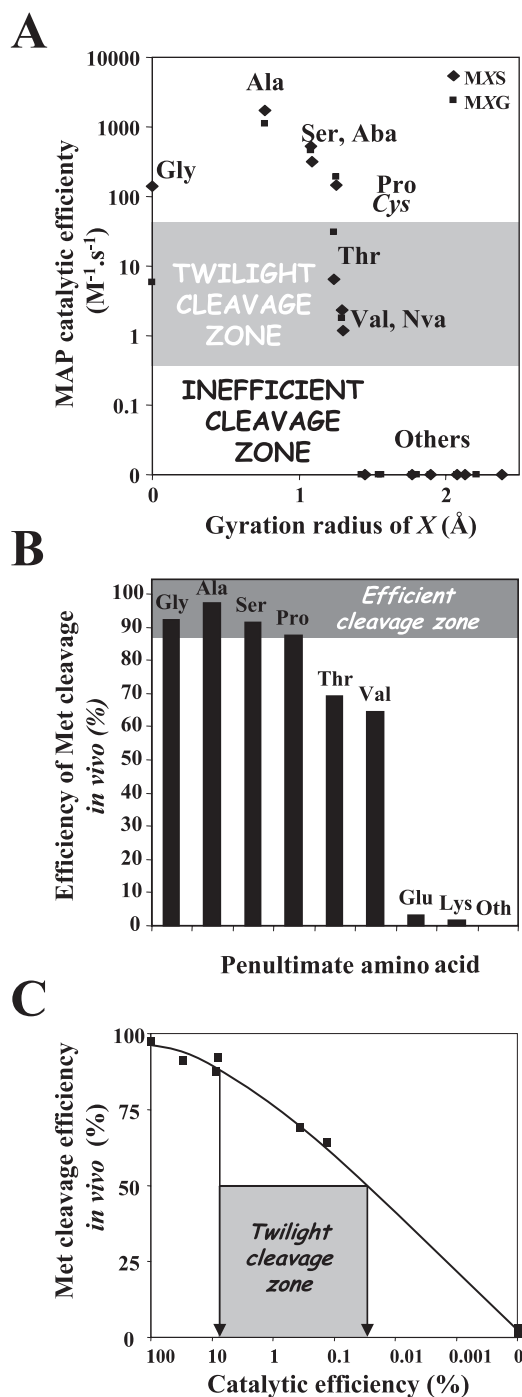 A
10000
1000
100
10
1
0.1
0
MAP catalytic efficiency
(M⁻¹.s⁻¹)
MXS
MXG
Ala
Ser, Aba
Gly
Pro
Cys
Thr
Val, Nva
TWILIGHT
CLEAVAGE
ZONE
INEFFICIENT
CLEAVAGE
ZONE
Others
0
1
2
Gyration radius of X (Å)
B
100
90
80
70
60
50
40
30
20
10
0
Efficiency of Met cleavage
in vivo (%)
Efficient
cleavage zone
Gly
Ala
Ser
Pro
Thr
Val
Glu
Lys
Oth
Penultimate amino acid
C
100
75
50
25
0
Met cleavage efficiency
in vivo (%)
Twilight
cleavage
zone
100
10
1
0.1
0.01
0.001
0
Catalytic efficiency (%)